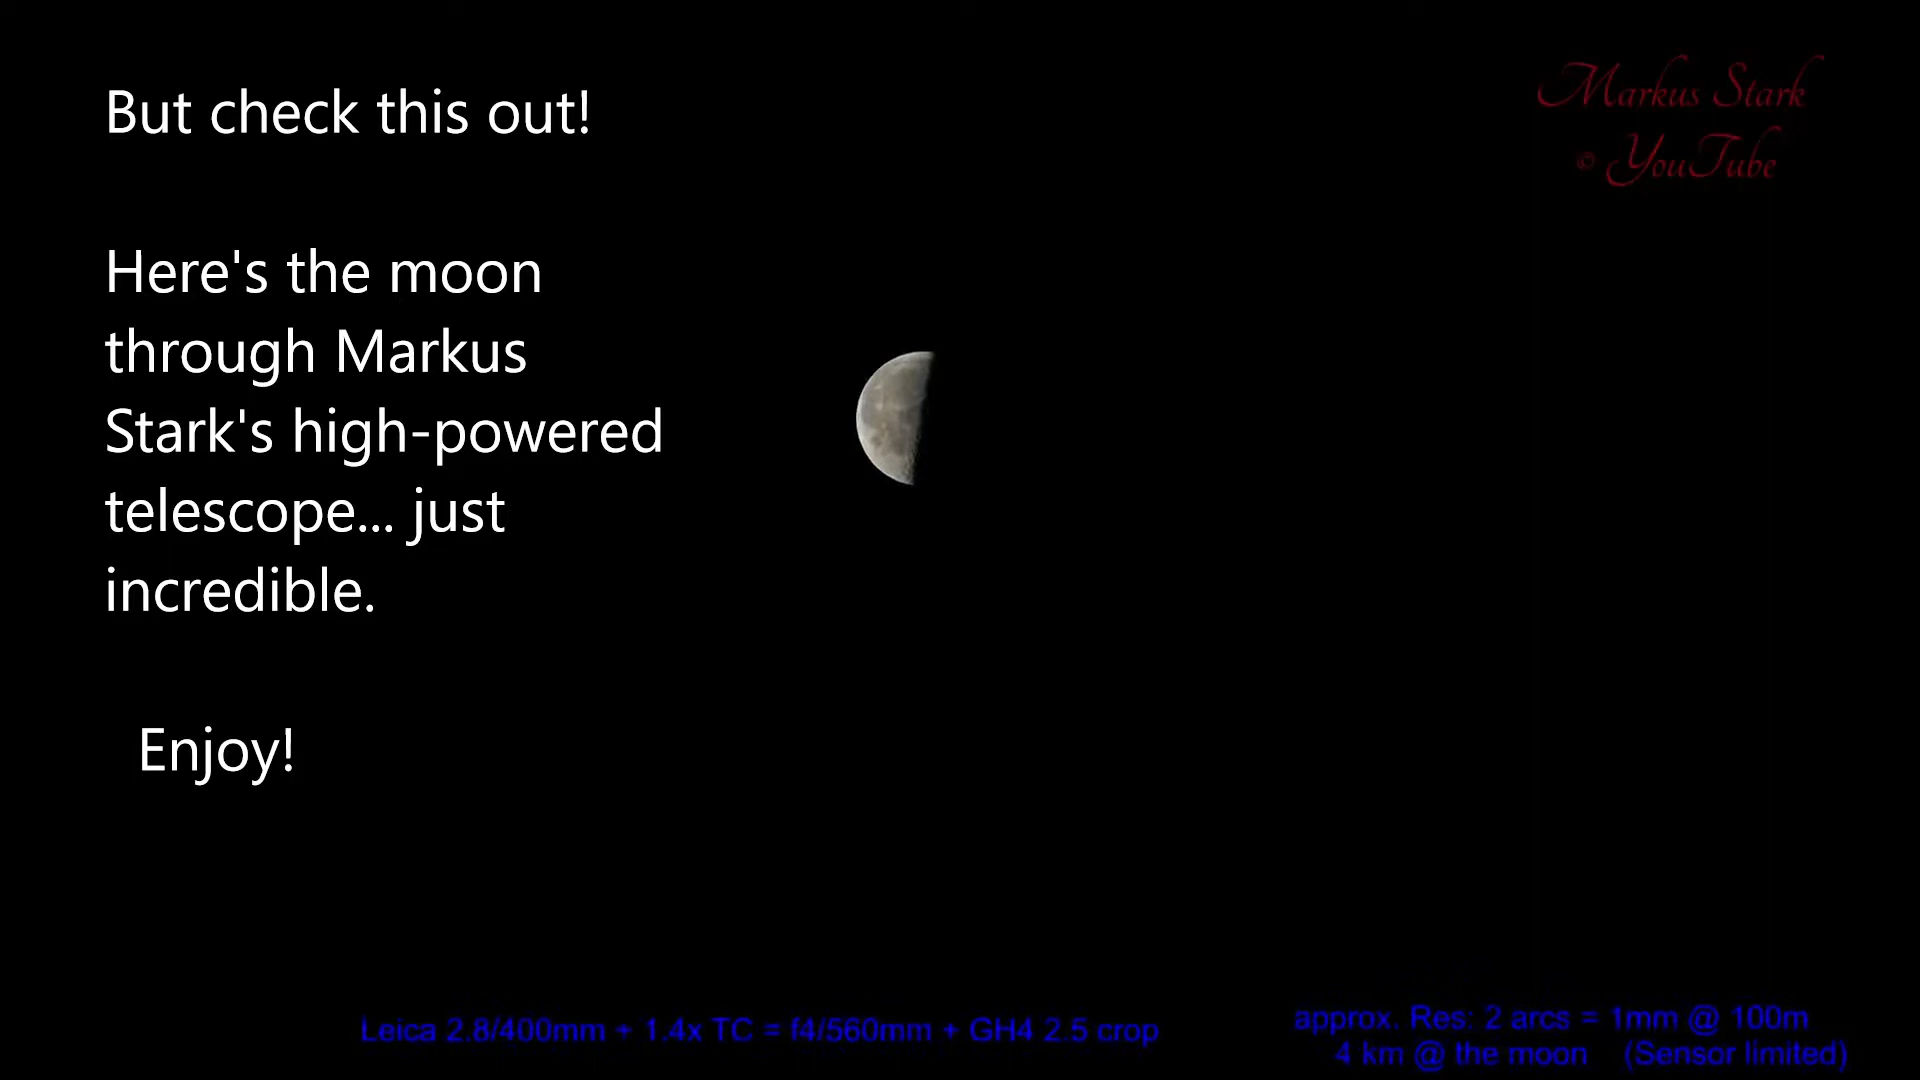 But check this out!
Markus Stark
© YouTube
Here's the moon
through Markus
Stark's high-powered
telescope... just
incredible.
Enjoy!
Leica 2.8/400mm + 1.4x TC = f4/560mm + GH4 2.5 crop
approx. Res: 2 arcs = 1mm @ 100m
4 km @ the moon (Sensor limited)